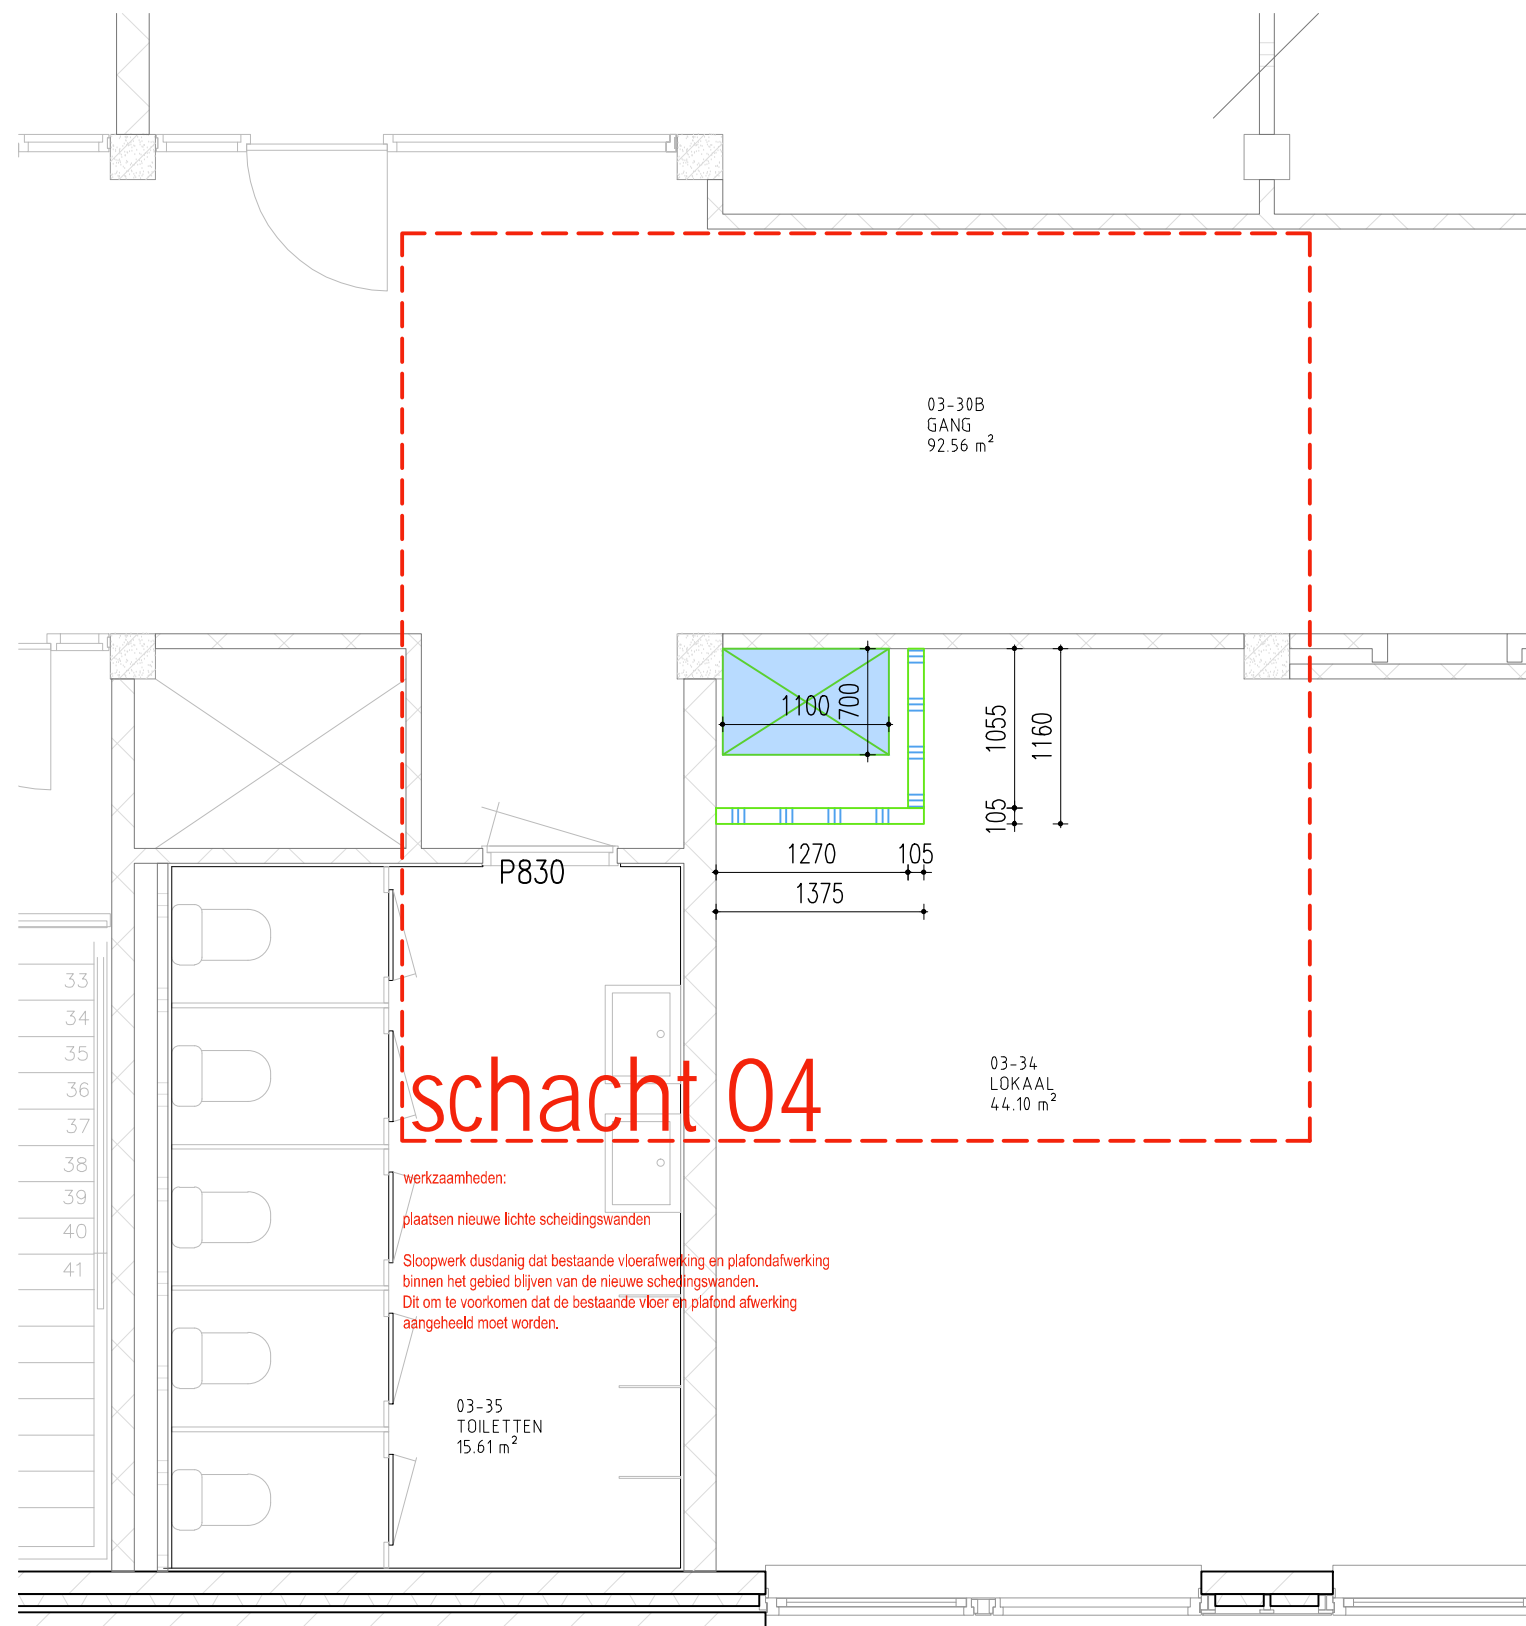 03-30B
GANG
92.56 m²
1100
700
1055
1160
105
1270
105
1375
P830
33
34
35
36
37
38
39
40
41
schacht 04
03-34
LOKAAL
44.10 m²
werkzaamheden:
plaatsen nieuwe lichte scheidingswanden
Sloopwerk dusdanig dat bestaande vloerafwerking en plafondafwerking
binnen het gebied blijven van de nieuwe schedingswanden.
Dit om te voorkomen dat de bestaande vloer en plafond afwerking
aangeheeld moet worden.
03-35
TOILETTEN
15.61 m²